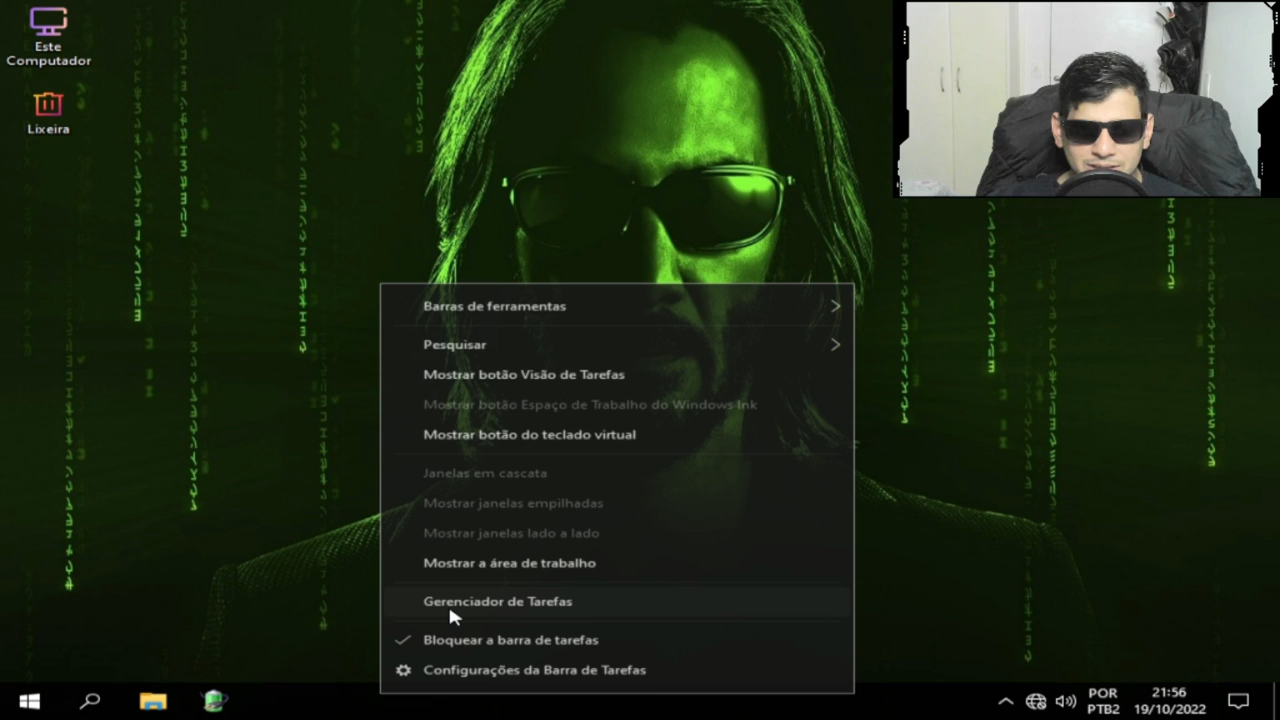 Este
Computador
Lixeira
Barras de ferramentas
Pesquisar
Mostrar botão Visão de Tarefas
Mostrar botão Espaço de Trabalho do Windows Ink
Mostrar botão do teclado virtual
Janelas em cascata
Mostrar janelas empilhadas
Mostrar janelas lado a lado
Mostrar a área de trabalho
Gerenciador de Tarefas
Bloquear a barra de tarefas
Configurações da Barra de Tarefas
POR
PTB2
21:56
19/10/2022